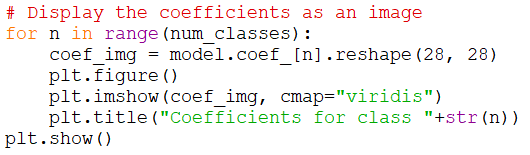 # Display the coefficients as an image
for n in range(num_classes):
    coef_img = model.coef_[n].reshape(28, 28)
    plt.figure()
    plt.imshow(coef_img, cmap="viridis")
    plt.title("Coefficients for class "+str(n))
plt.show()